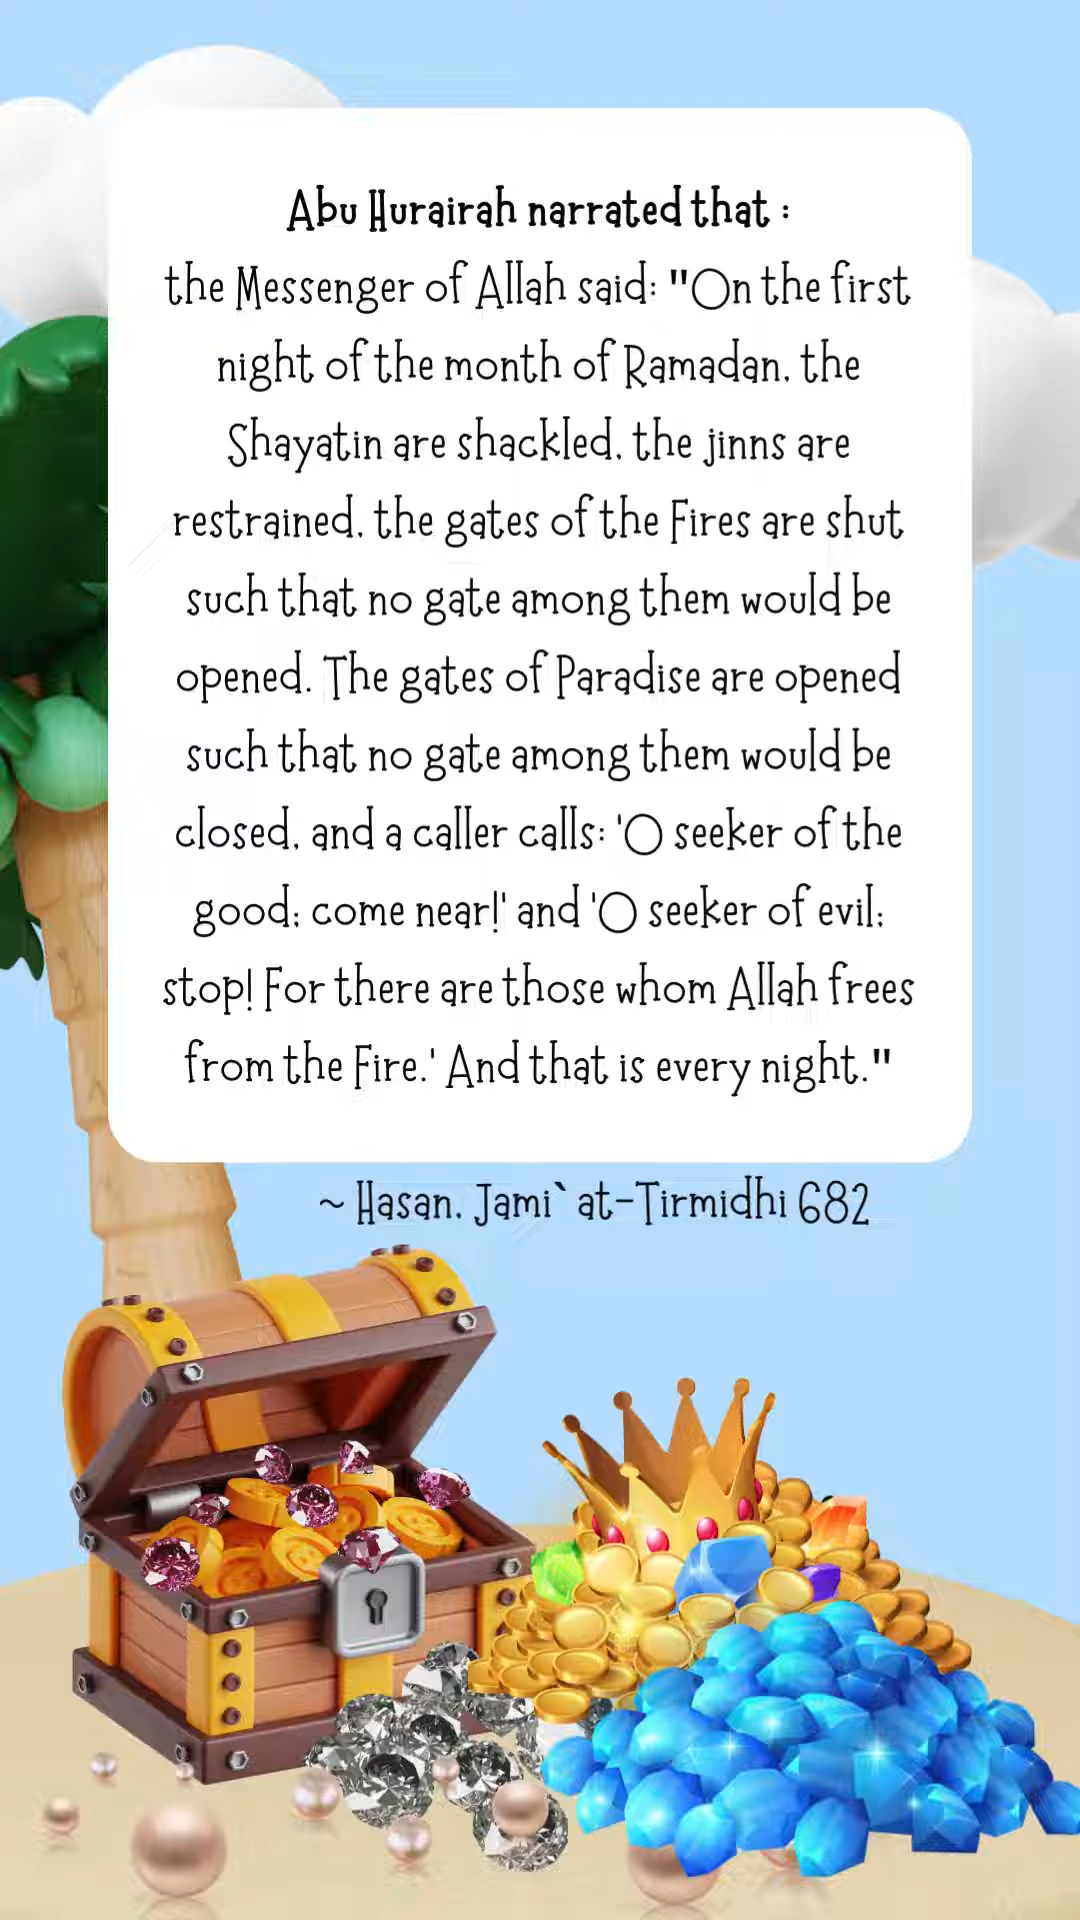 Abu Hurairah narrated that :
the Messenger of Allah said: "On the first
night of the month of Ramadan, the
Shayatin are shackled, the jinns are
restrained, the gates of the Fires are shut
such that no gate among them would be
opened. The gates of Paradise are opened
such that no gate among them would be
closed, and a caller calls: 'O seeker of the
good; come near!' and 'O seeker of evil;
stop! For there are those whom Allah frees
from the Fire.' And that is every night."
~ Hasan, Jami` at-Tirmidhi 682